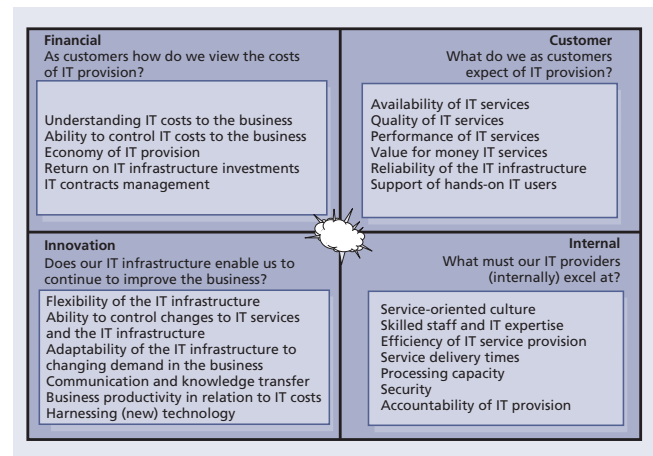 Financial
As customers how do we view the costs
of IT provision?
Understanding IT costs to the business
Ability to control IT costs to the business
Economy of IT provision
Return on IT infrastructure investments
IT contracts management
Customer
What do we as customers
expect of IT provision?
Availability of IT services
Quality of IT services
Performance of IT services
Value for money IT services
Reliability of the IT infrastructure
Support of hands-on IT users
Innovation
Does our IT infrastructure enable us to
continue to improve the business?
Flexibility of the IT infrastructure
Ability to control changes to IT services
and the IT infrastructure
Adaptability of the IT infrastructure to
changing demand in the business
Communication and knowledge transfer
Business productivity in relation to IT costs
Harnessing (new) technology
Internal
What must our IT providers
(internally) excel at?
Service-oriented culture
Skilled staff and IT expertise
Efficiency of IT service provision
Service delivery times
Processing capacity
Security
Accountability of IT provision